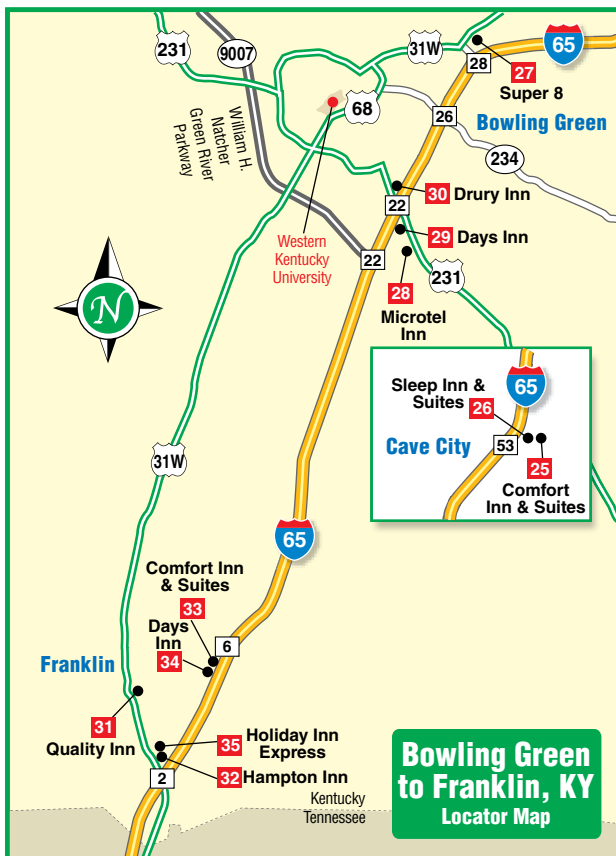 231
9007
31W
65
28
27
Super 8
68
26
Bowling Green
234
William H.
Natcher
Green River
Parkway
30 Drury Inn
22
29 Days Inn
Western
Kentucky
University
22
28
Microtel
Inn
231
N
Sleep Inn &
Suites 26
65
Cave City
53
25
Comfort
Inn & Suites
31W
65
Comfort Inn
& Suites
33
Days
Inn
34
6
Franklin
31
Quality Inn
35 Holiday Inn
Express
32 Hampton Inn
2
Kentucky
Tennessee
Bowling Green
to Franklin, KY
Locator Map